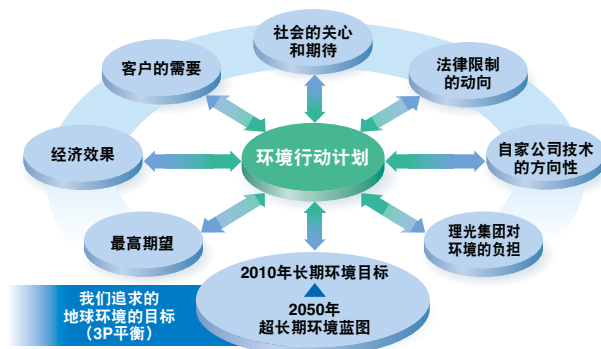 社会的关心
和期待
客户的需要
法律限制
的动向
经济效果
环境行动计划
自家公司技术
的方向性
最高期望
理光集团对
环境的负担
2010年长期环境目标
2050年
超长期环境蓝图
我们追求的
地球环境的目标
（3P平衡）